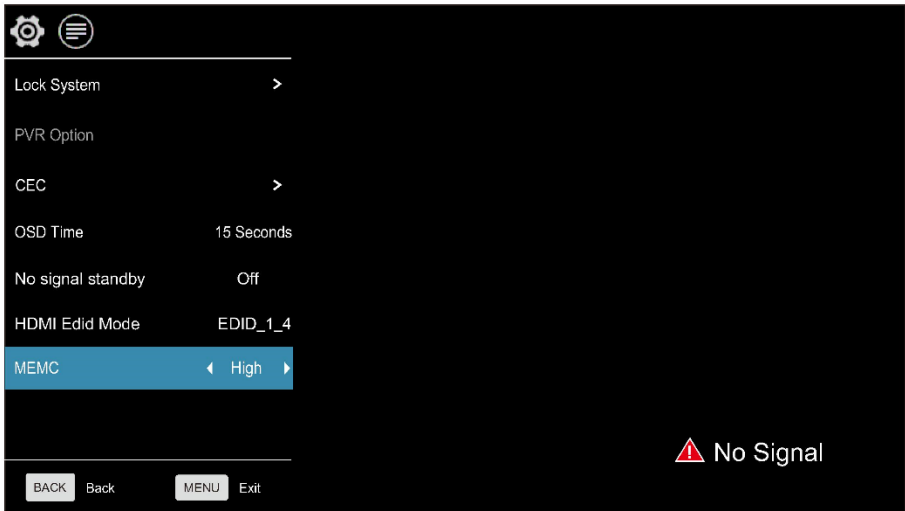 Lock System >
PVR Option
CEC >
OSD Time 15 Seconds
No signal standby Off
HDMI Edid Mode EDID_1_4
MEMC High
No Signal
BACK Back MENU Exit